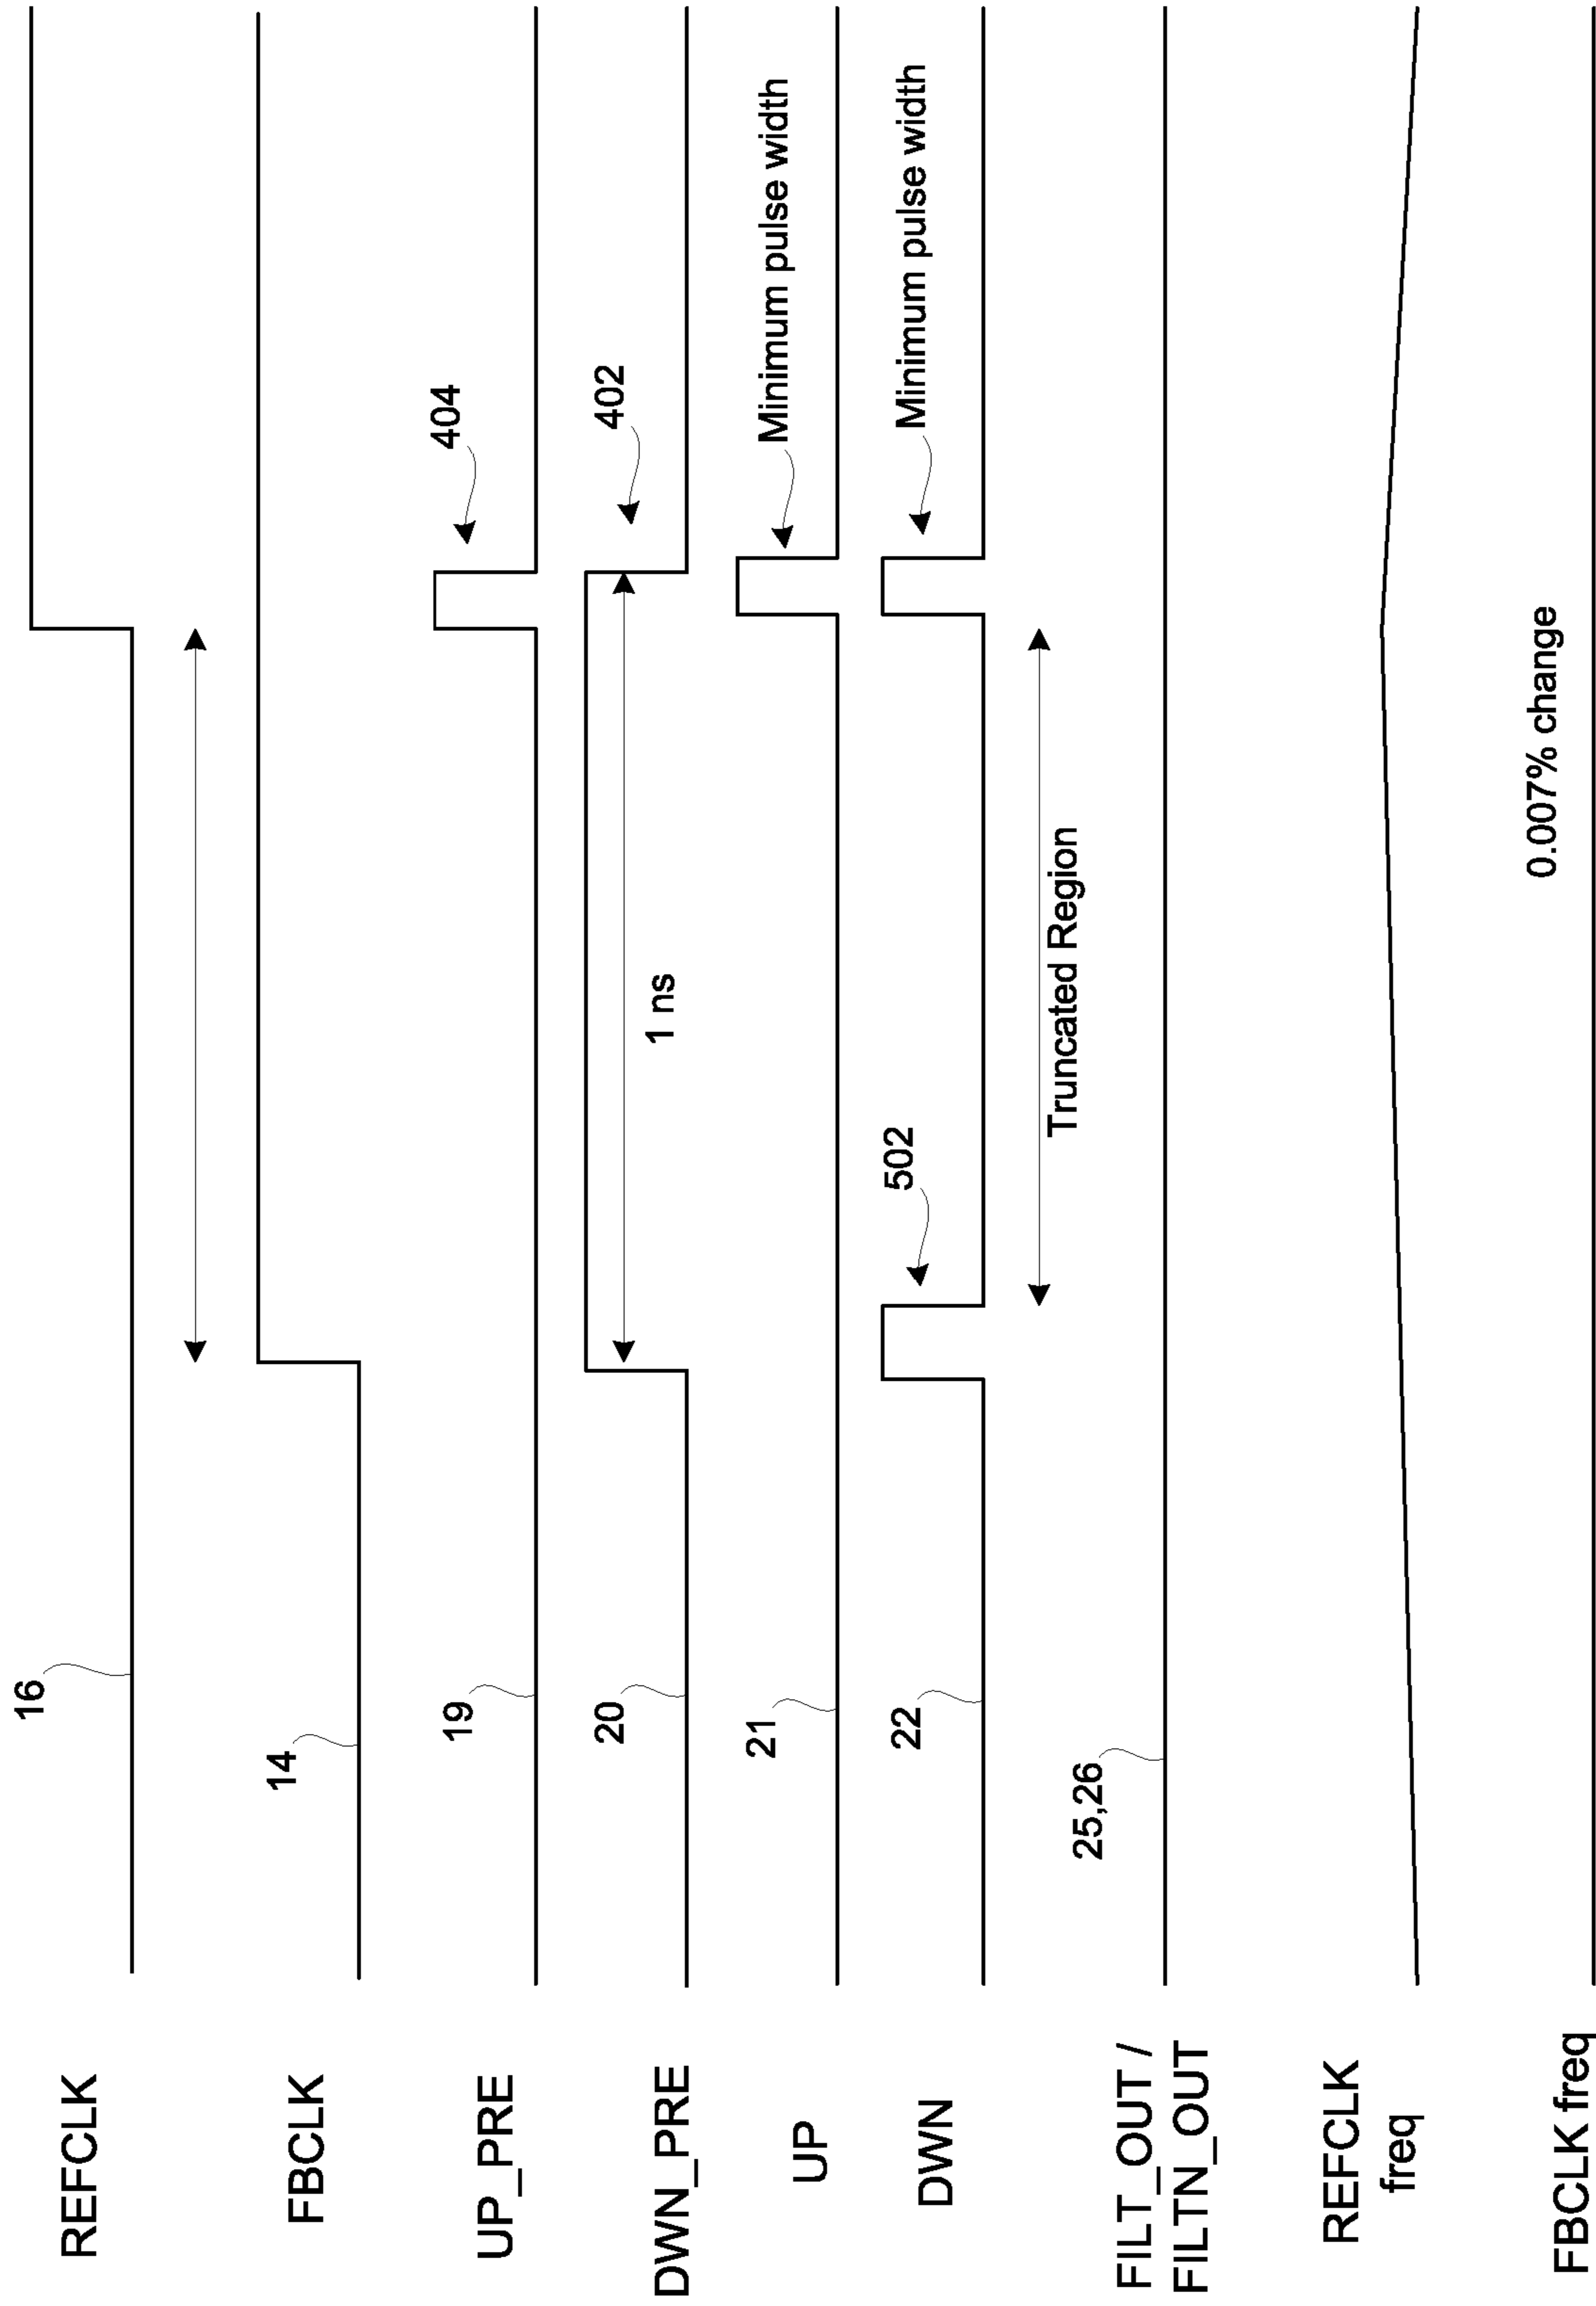 REFCLK
16
FBCLK
14
UP_PRE
19
404
DWN_PRE
20
1 ns
402
UP
21
Minimum pulse width
DWN
22
502
Minimum pulse width
Truncated Region
FILT_OUT /
FILTN_OUT
25,26
REFCLK
freq
FBCLK freq
0.007% change